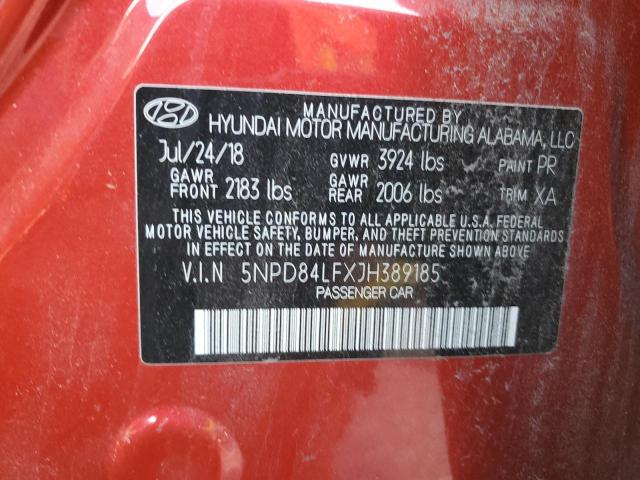 MANUFACTURED BY
HYUNDAI MOTOR MANUFACTURING ALABAMA, LLC
Jul/24/18 GVWR 3924 lbs PAINT PR
GAWR FRONT 2183 lbs GAWR REAR 2006 lbs TRIM XA
THIS VEHICLE CONFORMS TO ALL APPLICABLE U.S.A. FEDERAL
MOTOR VEHICLE SAFETY, BUMPER, AND THEFT PREVENTION STANDARDS
IN EFFECT ON THE DATE OF MANUFACTURE SHOWN ABOVE
V.I.N 5NPD84LFXJH389185
PASSENGER CAR